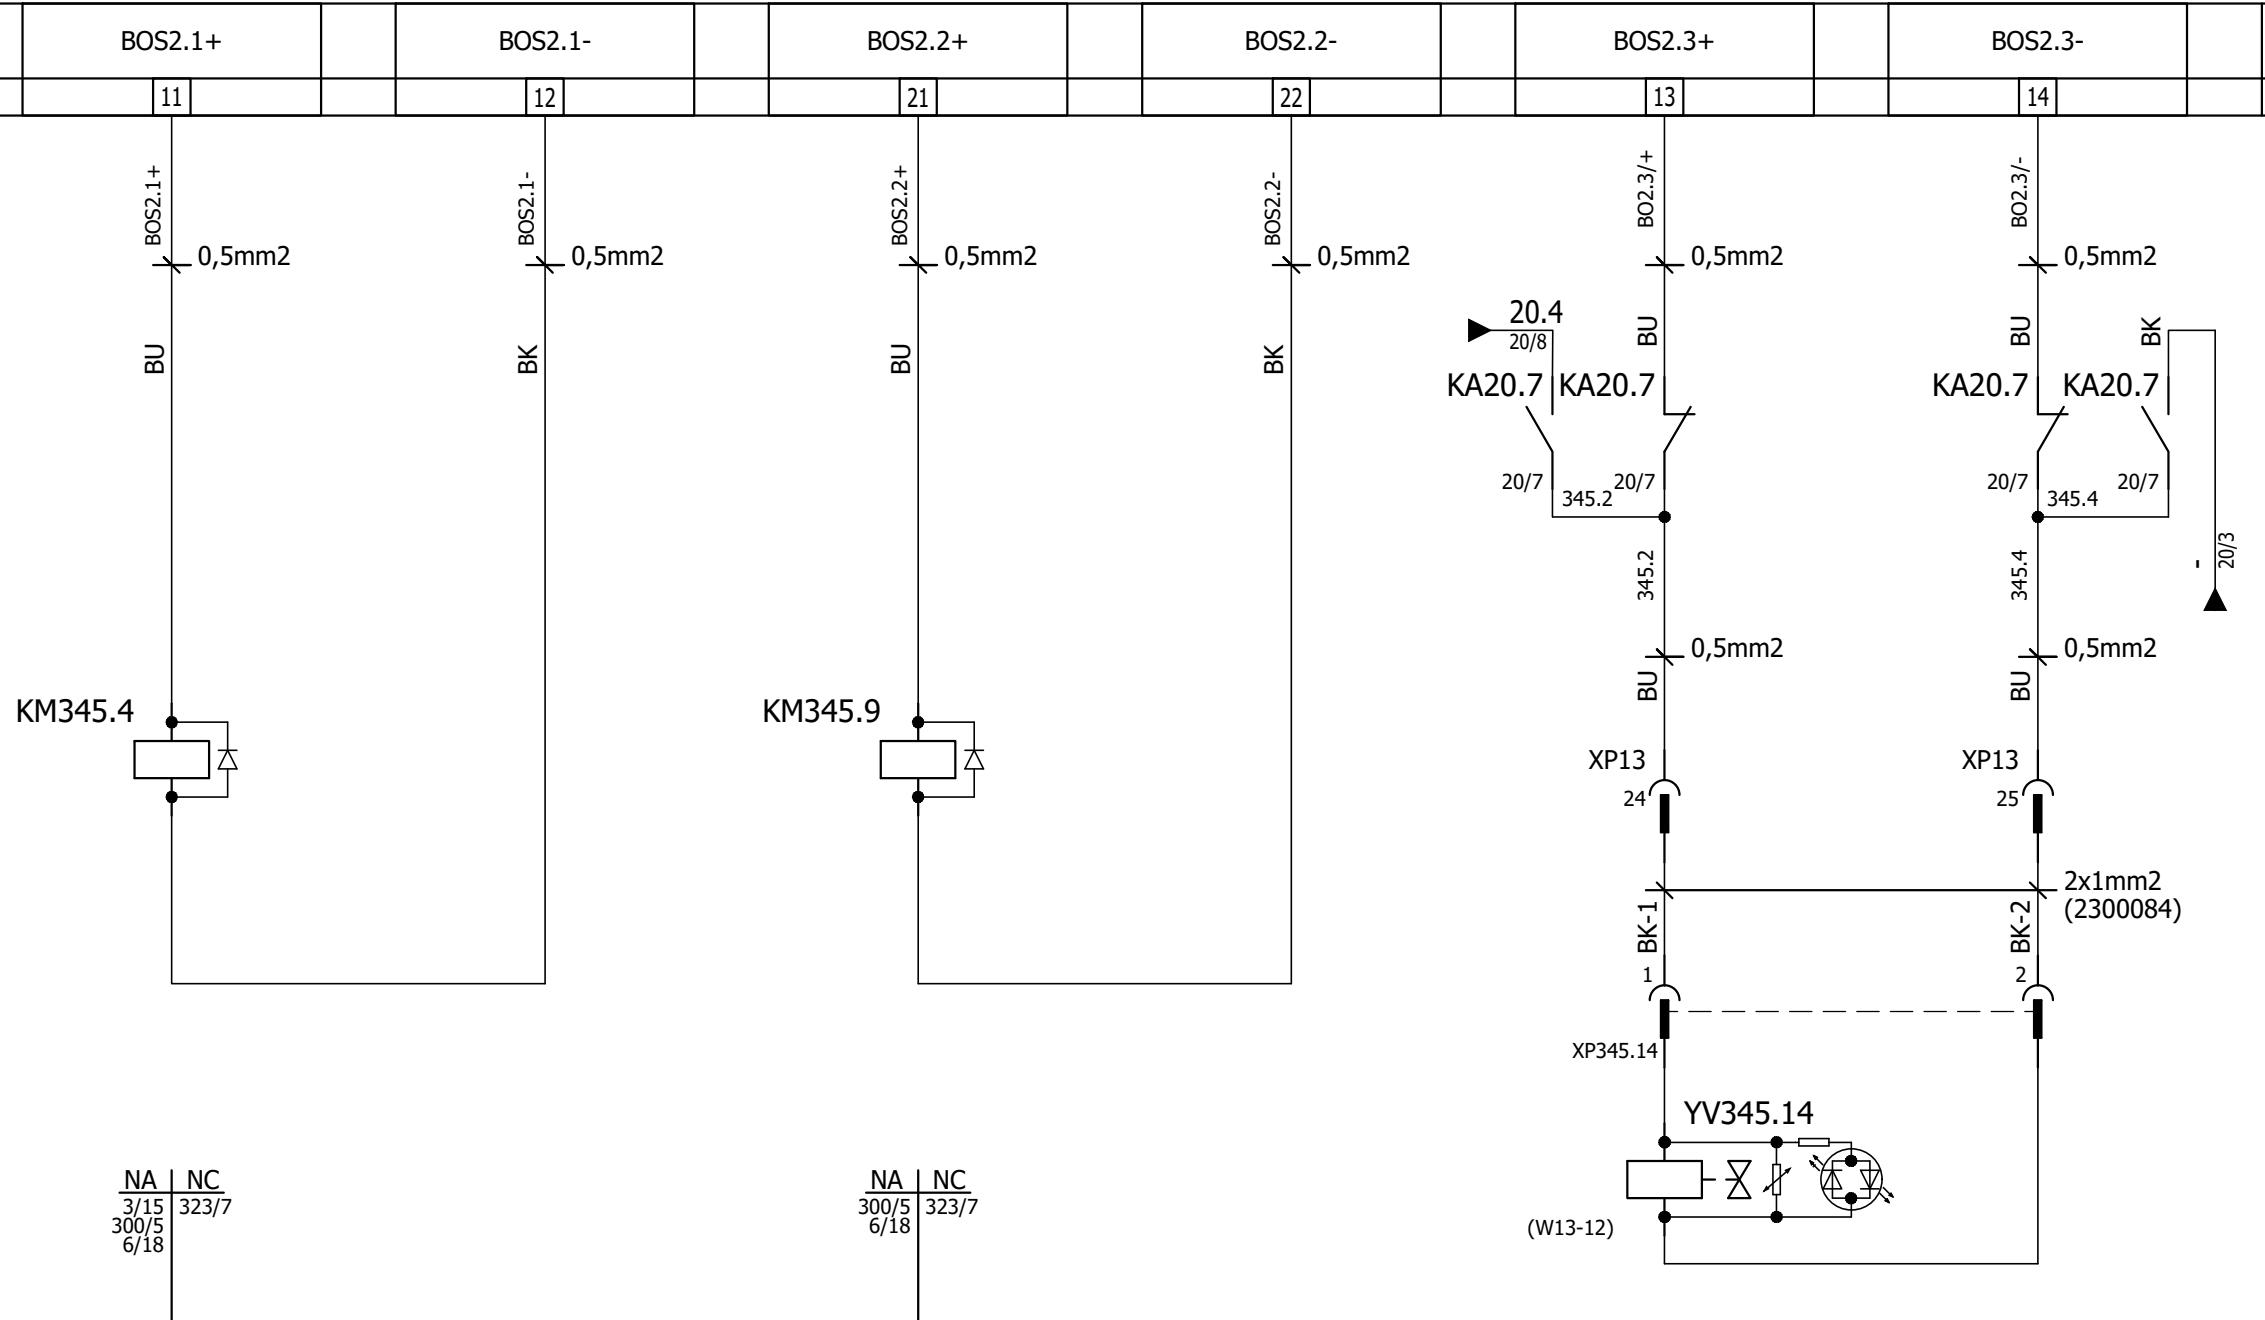 BOS2.1+ BOS2.1- BOS2.2+ BOS2.2- BOS2.3+ BOS2.3-
11 12 21 22 13 14
BOS2.1+ BOS2.1- BOS2.2+ BOS2.2- BO2.3/+ BO2.3/-
0,5mm2 0,5mm2 0,5mm2 0,5mm2 0,5mm2 0,5mm2
20.4
20/8
BU BK BU BK BU BU BK
KA20.7 KA20.7 KA20.7 KA20.7
20/7 20/7 20/7 20/7
345.2 345.4
345.2 345.4 - 20/3
0,5mm2 0,5mm2
BU BU
KM345.4 KM345.9
XP13 XP13
24 25
2x1mm2
(2300084)
BK-1 BK-2
1 2
XP345.14
YV345.14
(W13-12)
NA NC NA NC
3/15 323/7 300/5 323/7
300/5 6/18
6/18